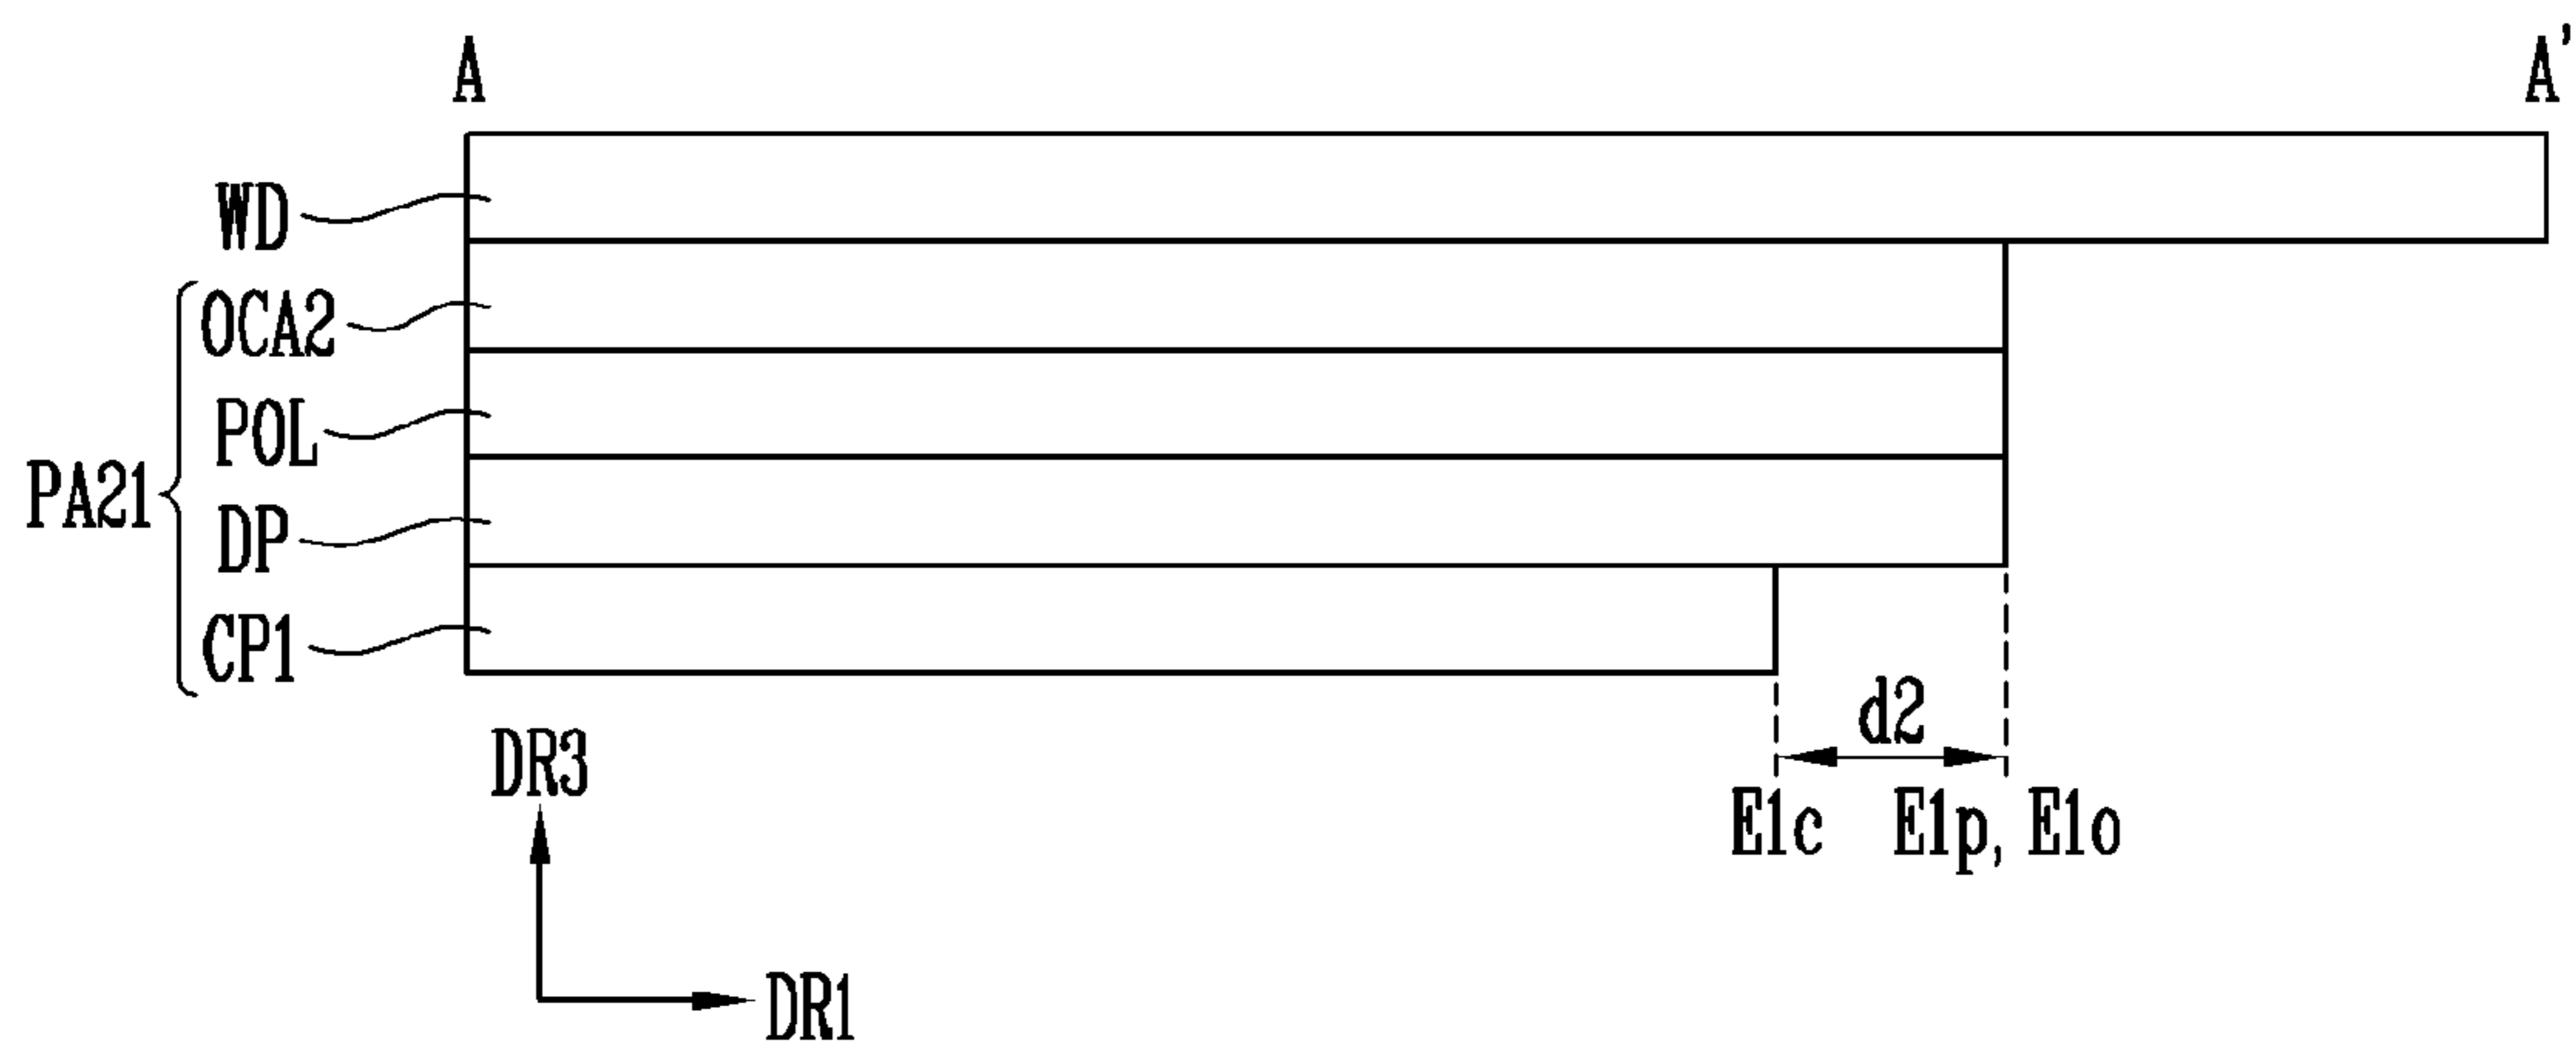 A A'
WD
OCA2
POL
PA21
DP
CP1
d2
DR3
E1c E1p, E1o
DR1